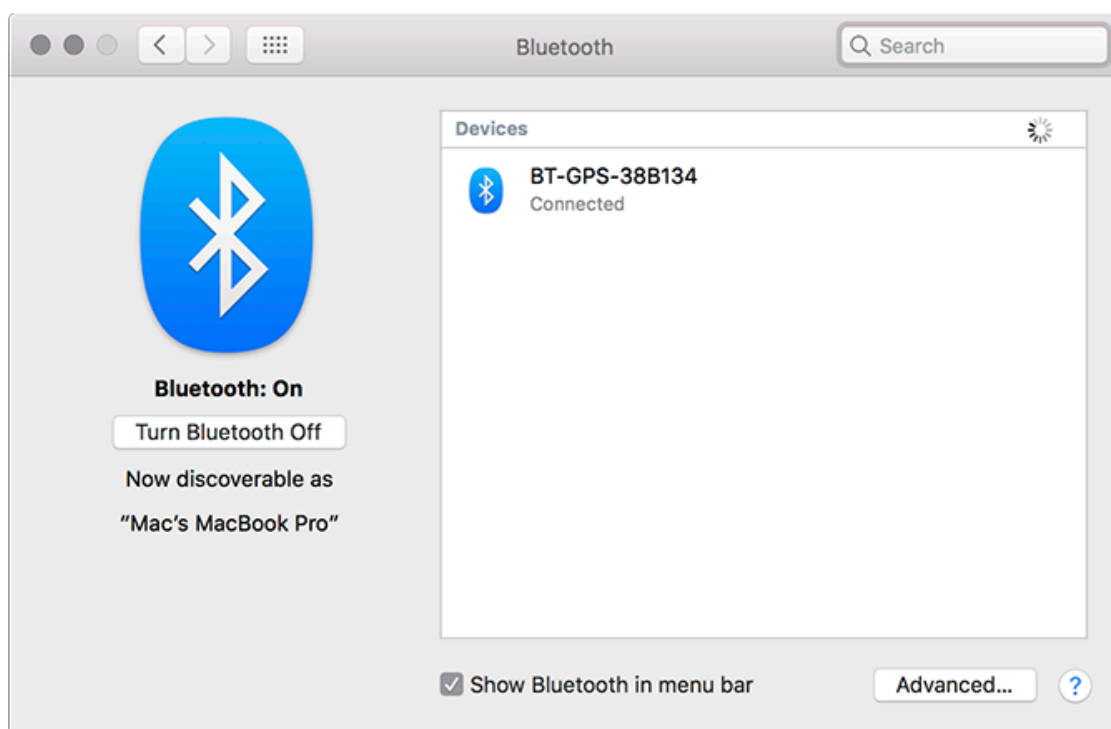 Bluetooth
Search
Devices
BT-GPS-38B134
Connected
Bluetooth: On
Turn Bluetooth Off
Now discoverable as
“Mac’s MacBook Pro”
Show Bluetooth in menu bar
Advanced...
?